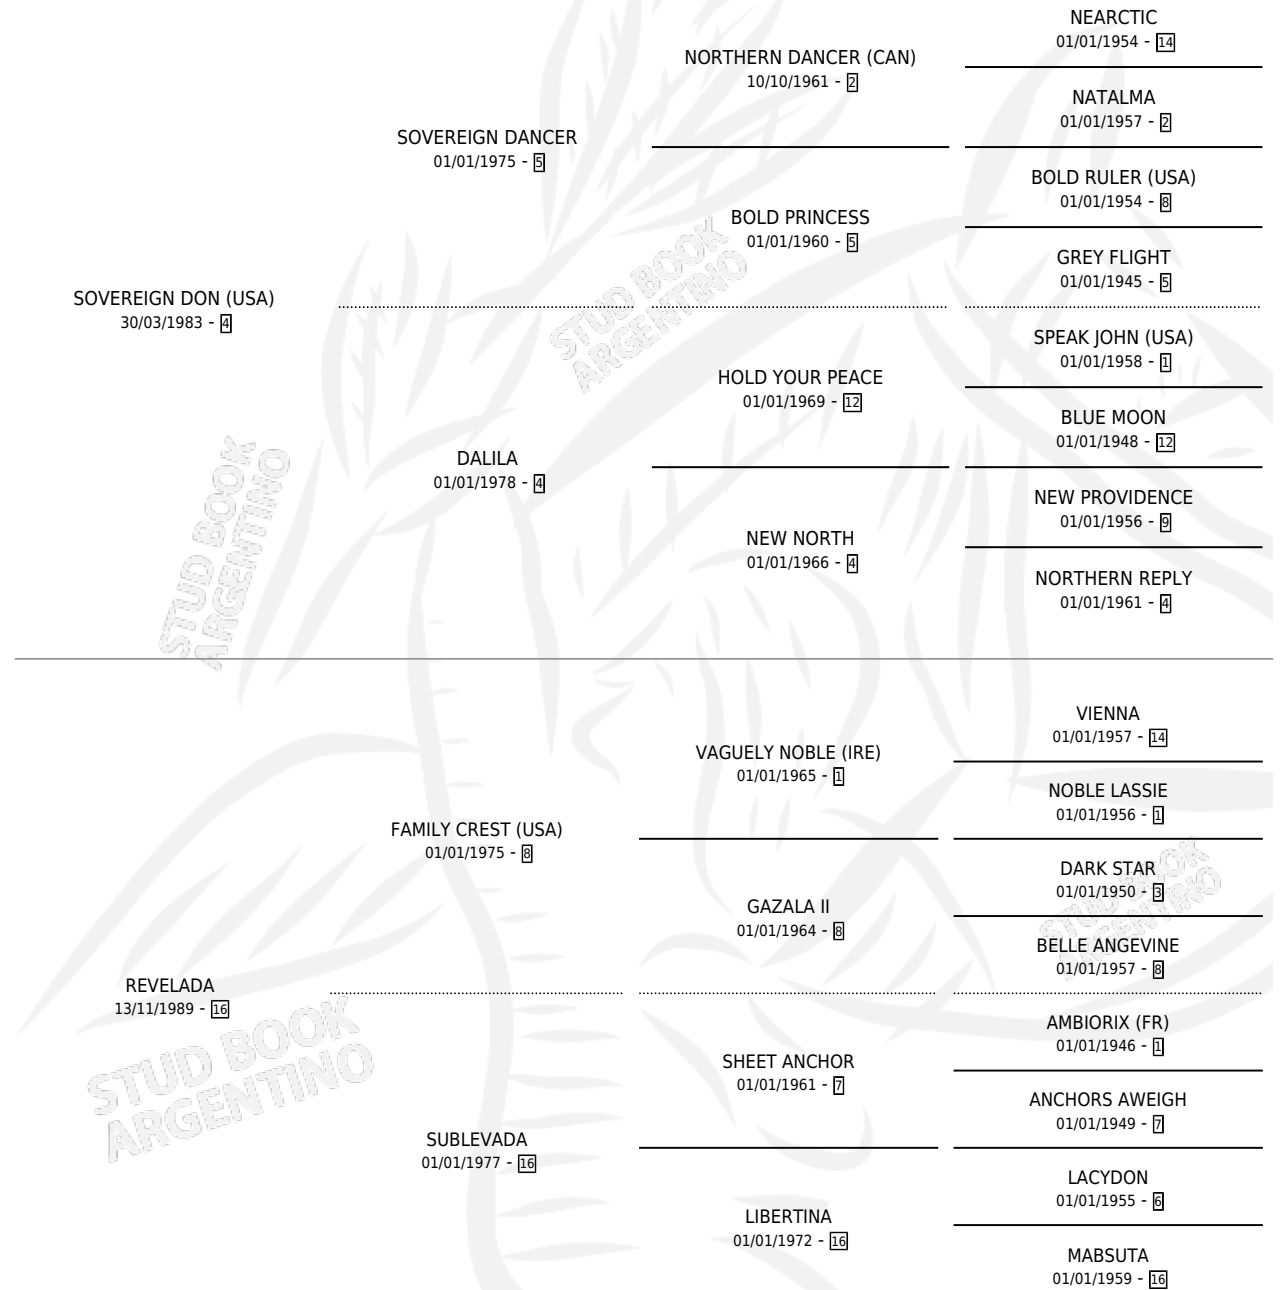 NEARCTIC
01/01/1954 - 14
NORTHERN DANCER (CAN)
10/10/1961 - 2
NATALMA
01/01/1957 - 2
SOVEREIGN DANCER
01/01/1975 - 5
BOLD RULER (USA)
01/01/1954 - 8
BOLD PRINCESS
01/01/1960 - 5
GREY FLIGHT
01/01/1945 - 5
SOVEREIGN DON (USA)
30/03/1983 - 4
STUD BOOK
ARGENTINO
SPEAK JOHN (USA)
01/01/1958 - 1
HOLD YOUR PEACE
01/01/1969 - 12
BLUE MOON
01/01/1948 - 12
DALILA
01/01/1978 - 4
NEW PROVIDENCE
01/01/1956 - 9
NEW NORTH
01/01/1966 - 4
NORTHERN REPLY
01/01/1961 - 4
STUD BOOK
ARGENTINO
VIENNA
01/01/1957 - 14
VAGUELY NOBLE (IRE)
01/01/1965 - 1
NOBLE LASSIE
01/01/1956 - 1
FAMILY CREST (USA)
01/01/1975 - 8
DARK STAR
01/01/1950 - 3
GAZALA II
01/01/1964 - 8
STUD BOOK
ARGENTINO
BELLE ANGEVINE
01/01/1957 - 8
REVELADA
13/11/1989 - 16
AMBIORIX (FR)
01/01/1946 - 1
SHEET ANCHOR
01/01/1961 - 7
ANCHORS AWEIGH
01/01/1949 - 7
STUD BOOK
ARGENTINO
SUBLEVADA
01/01/1977 - 16
LACYDON
01/01/1955 - 6
LIBERTINA
01/01/1972 - 16
MABSUTA
01/01/1959 - 16